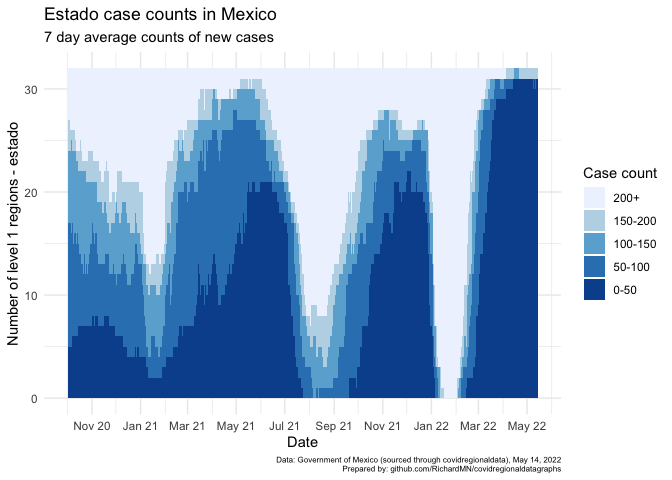 Estado case counts in Mexico
7 day average counts of new cases
Number of level 1 regions - estado
30
20
10
0
Nov 20 Jan 21 Mar 21 May 21 Jul 21 Sep 21 Nov 21 Jan 22 Mar 22 May 22
Date
Case count
200+
150-200
100-150
50-100
0-50
Data: Government of Mexico (sourced through covidregionaldata), May 14, 2022
Prepared by: github.com/RichardMN/covidregionaldatagraphs